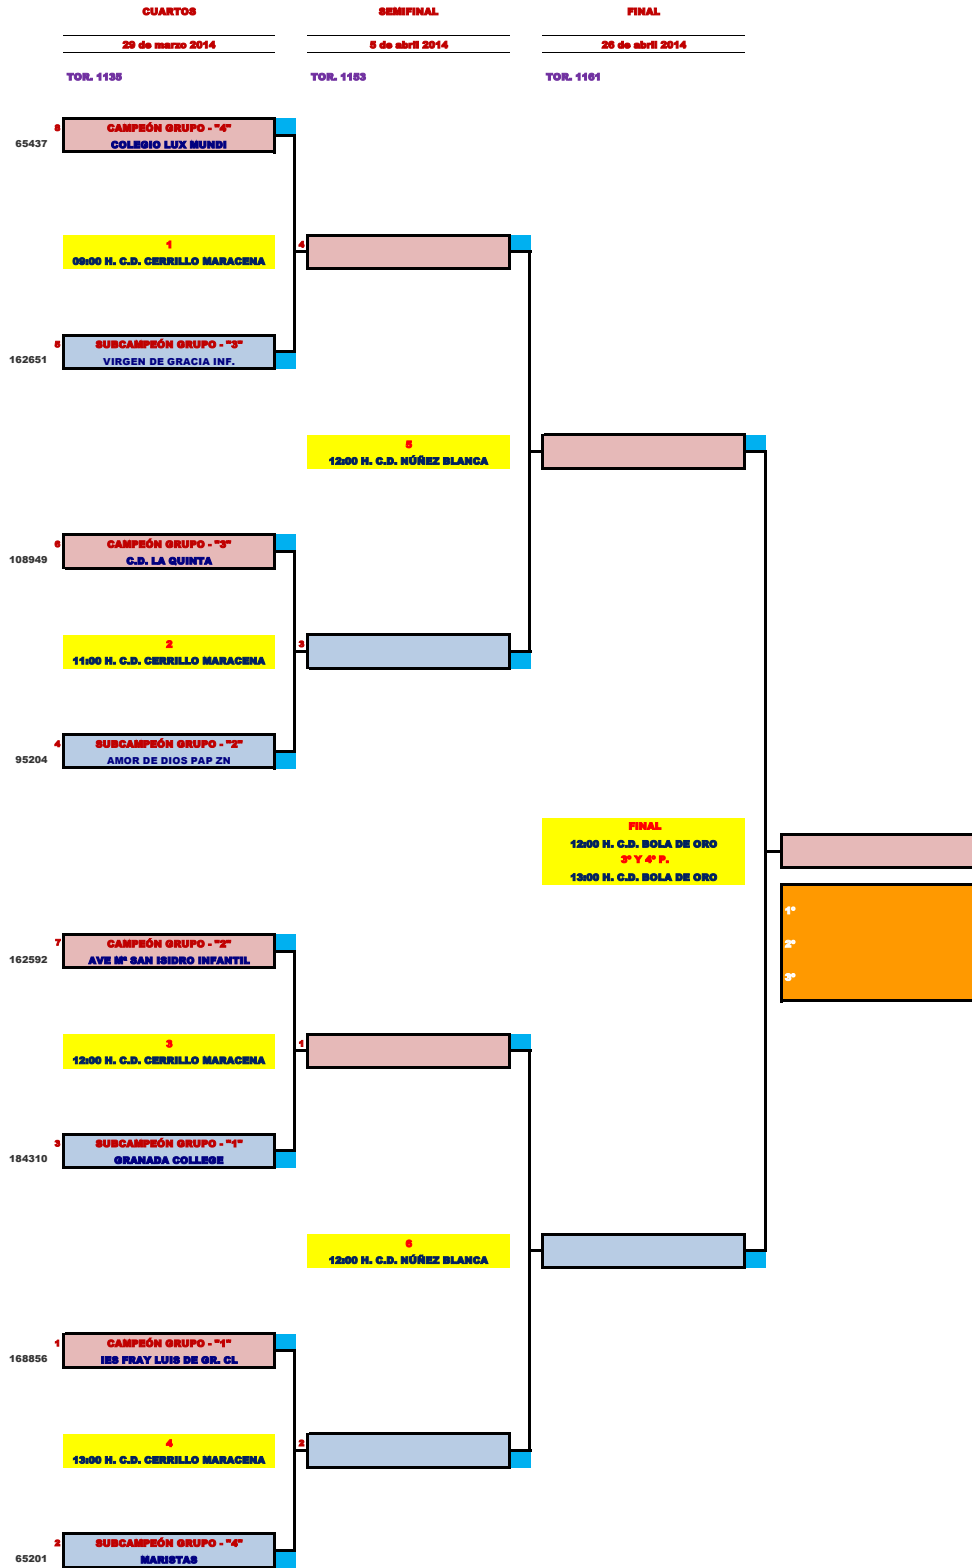 CUARTOS SEMIFINAL FINAL
29 de marzo 2014 5 de abril 2014 26 de abril 2014
TOR. 1135 TOR. 1153 TOR. 1161
8 CAMPEÓN GRUPO - "4"
65437 COLEGIO LUX MUNDI
1 4
09:00 H. C.D. CERRILLO MARACENA
5 SUBCAMPEÓN GRUPO - "3"
162651 VIRGEN DE GRACIA INF.
5
12:00 H. C.D. NÚÑEZ BLANCA
6 CAMPEÓN GRUPO - "3"
108949 C.D. LA QUINTA
2 3
11:00 H. C.D. CERRILLO MARACENA
4 SUBCAMPEÓN GRUPO - "2"
95204 AMOR DE DIOS PAP ZN
FINAL
12:00 H. C.D. BOLA DE ORO
3º Y 4º P.
13:00 H. C.D. BOLA DE ORO
1º
2º
3º
7 CAMPEÓN GRUPO - "2"
162592 AVE Mª SAN ISIDRO INFANTIL
3 1
12:00 H. C.D. CERRILLO MARACENA
3 SUBCAMPEÓN GRUPO - "1"
184310 GRANADA COLLEGE
6
12:00 H. C.D. NÚÑEZ BLANCA
1 CAMPEÓN GRUPO - "1"
168856 IES FRAY LUIS DE GR. CL
4 2
13:00 H. C.D. CERRILLO MARACENA
2 SUBCAMPEÓN GRUPO - "4"
65201 MARISTAS